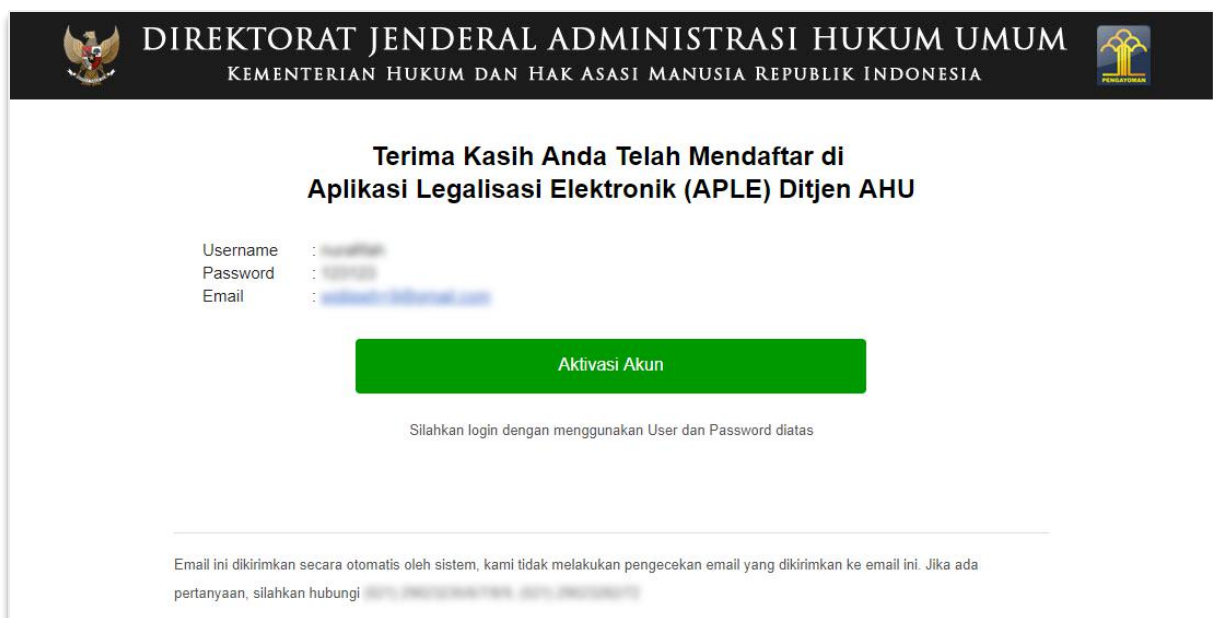 DIREKTORAT JENDERAL ADMINISTRASI HUKUM UMUM
KEMENTERIAN HUKUM DAN HAK ASASI MANUSIA REPUBLIK INDONESIA
PENGAYOMAN
Terima Kasih Anda Telah Mendaftar di
Aplikasi Legalisasi Elektronik (APLE) Ditjen AHU
Username :
Password :
Email :
Aktivasi Akun
Silahkan login dengan menggunakan User dan Password diatas
Email ini dikirimkan secara otomatis oleh sistem, kami tidak melakukan pengecekan email yang dikirimkan ke email ini. Jika ada
pertanyaan, silahkan hubungi